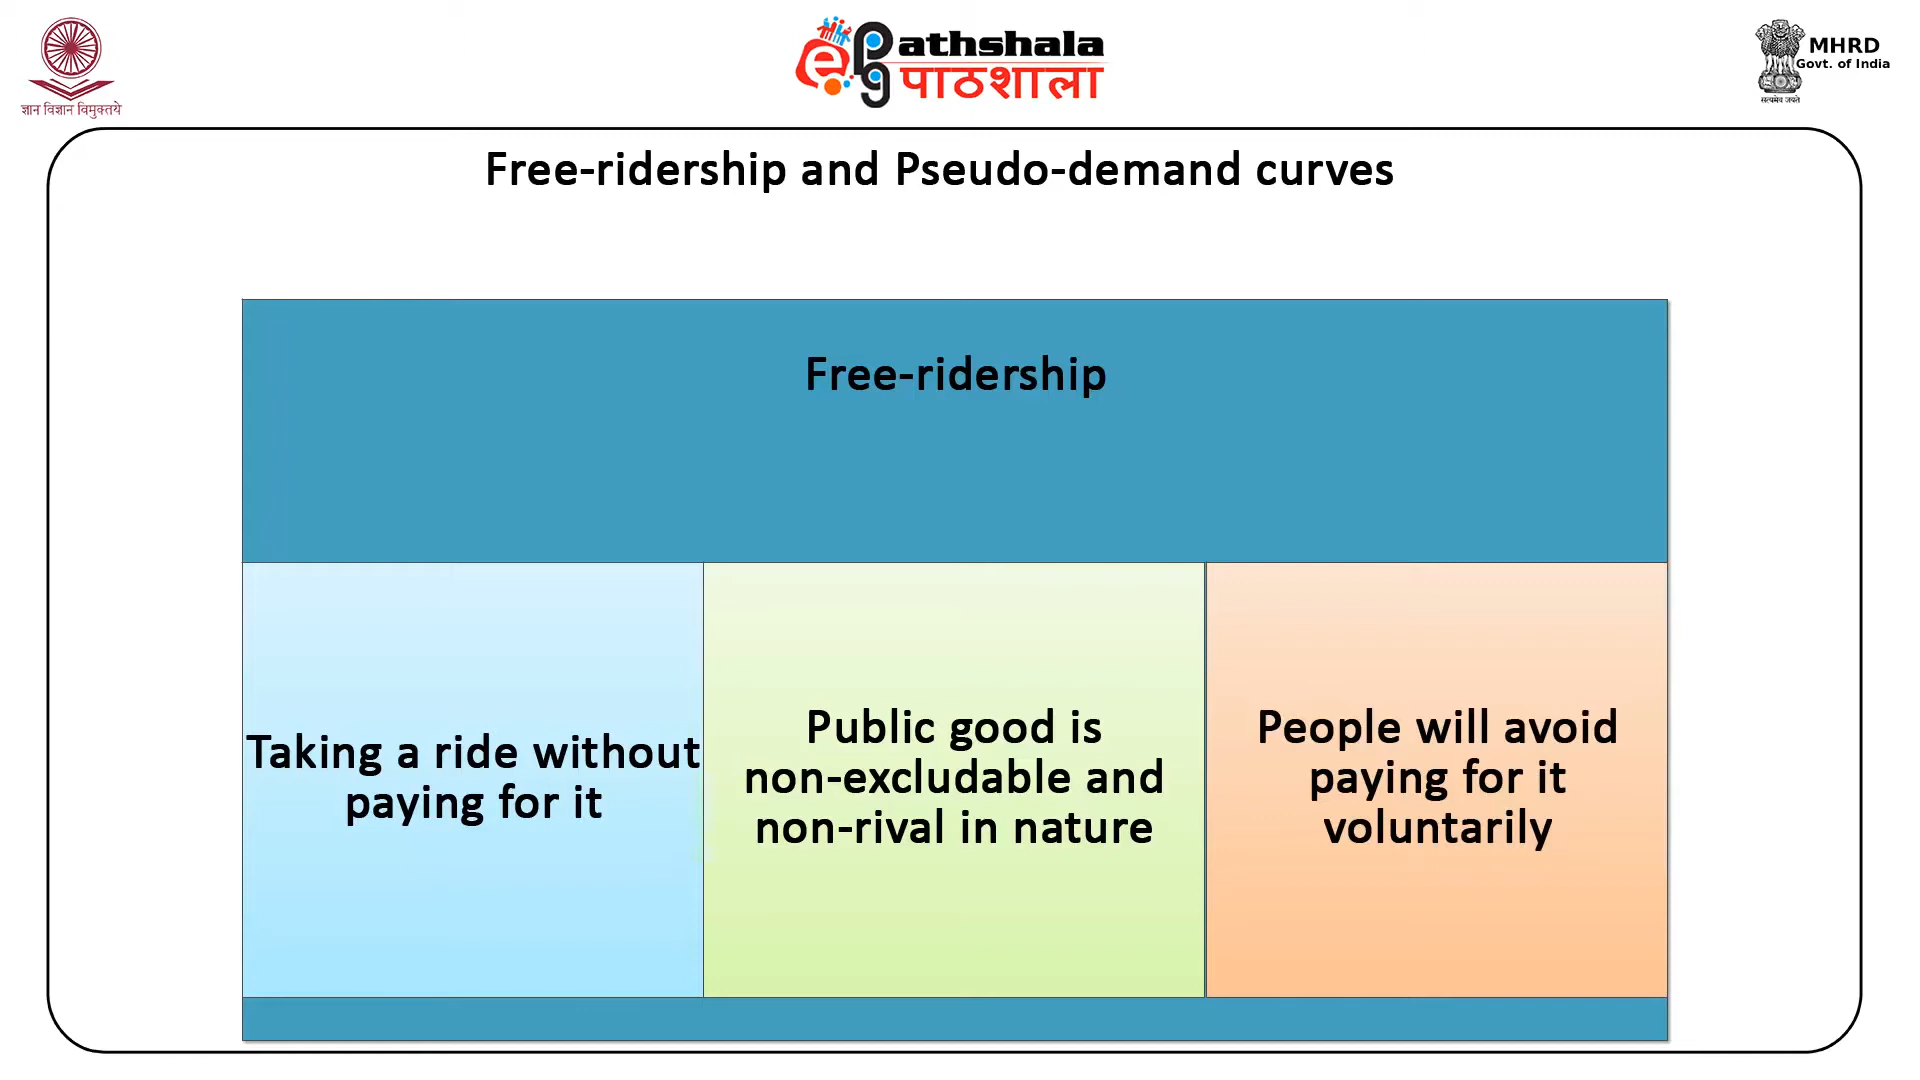 ज्ञान विज्ञान विमुक्तये
e
Pg
athshala
पाठशाला
MHRD
Govt. of India
सत्यमेव जयते
Free-ridership and Pseudo-demand curves
Free-ridership
Taking a ride without
paying for it
Public good is
non-excludable and
non-rival in nature
People will avoid
paying for it
voluntarily